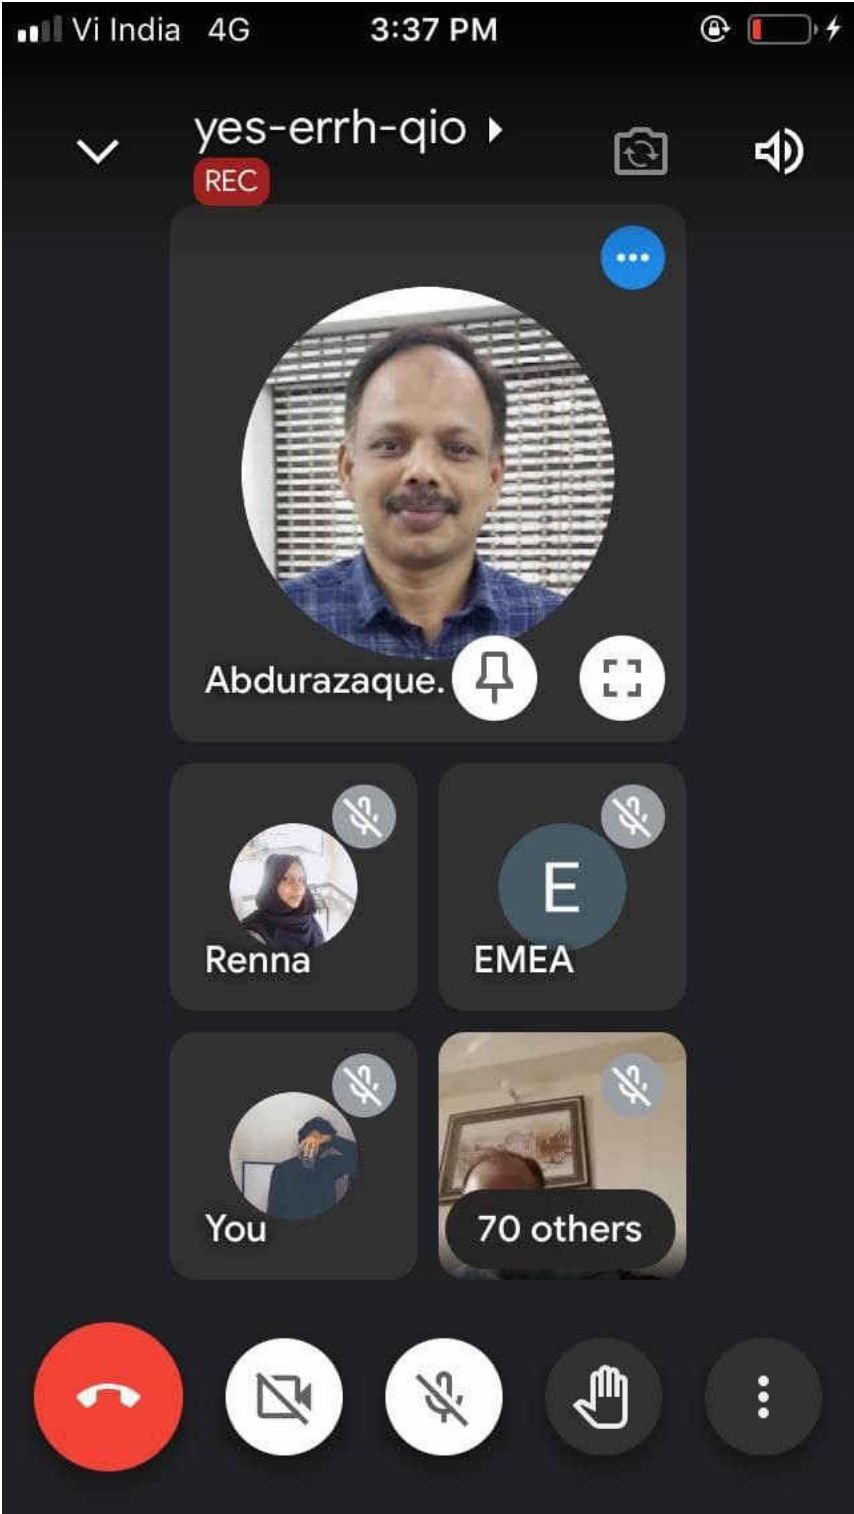 Vi India 4G 3:37 PM
yes-errh-qio
REC
Abdurazaque.
Renna
E
EMEA
You
70 others